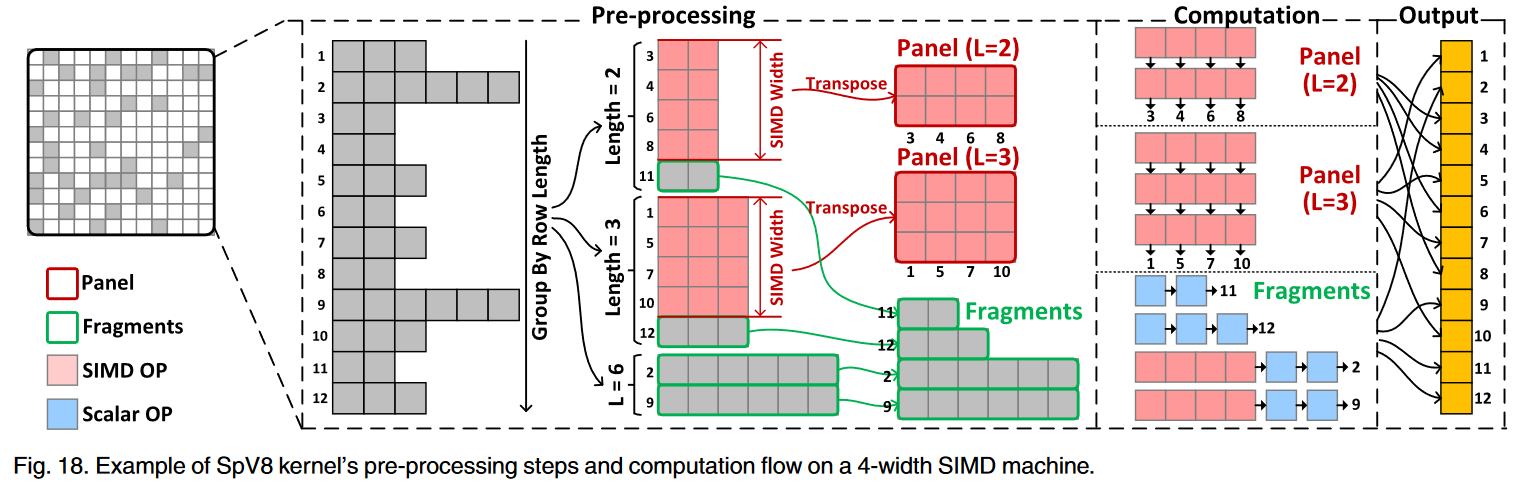 Pre-processing
Computation
Output
1
2
3
4
5
6
7
8
9
10
11
12
Panel
Fragments
SIMD OP
Scalar OP
Group By Row Length
Length = 2
3
4
6
8
11
SIMD Width
Transpose
Panel (L=2)
3 4 6 8
Length = 3
1
5
7
10
12
SIMD Width
Transpose
Panel (L=3)
1 5 7 10
L = 6
2
9
Fragments
11
12
2
9
3 4 6 8
Panel
(L=2)
1 5 7 10
Panel
(L=3)
Fragments
11
12
2
9
1
2
3
4
5
6
7
8
9
10
11
12
Fig. 18. Example of SpV8 kernel's pre-processing steps and computation flow on a 4-width SIMD machine.